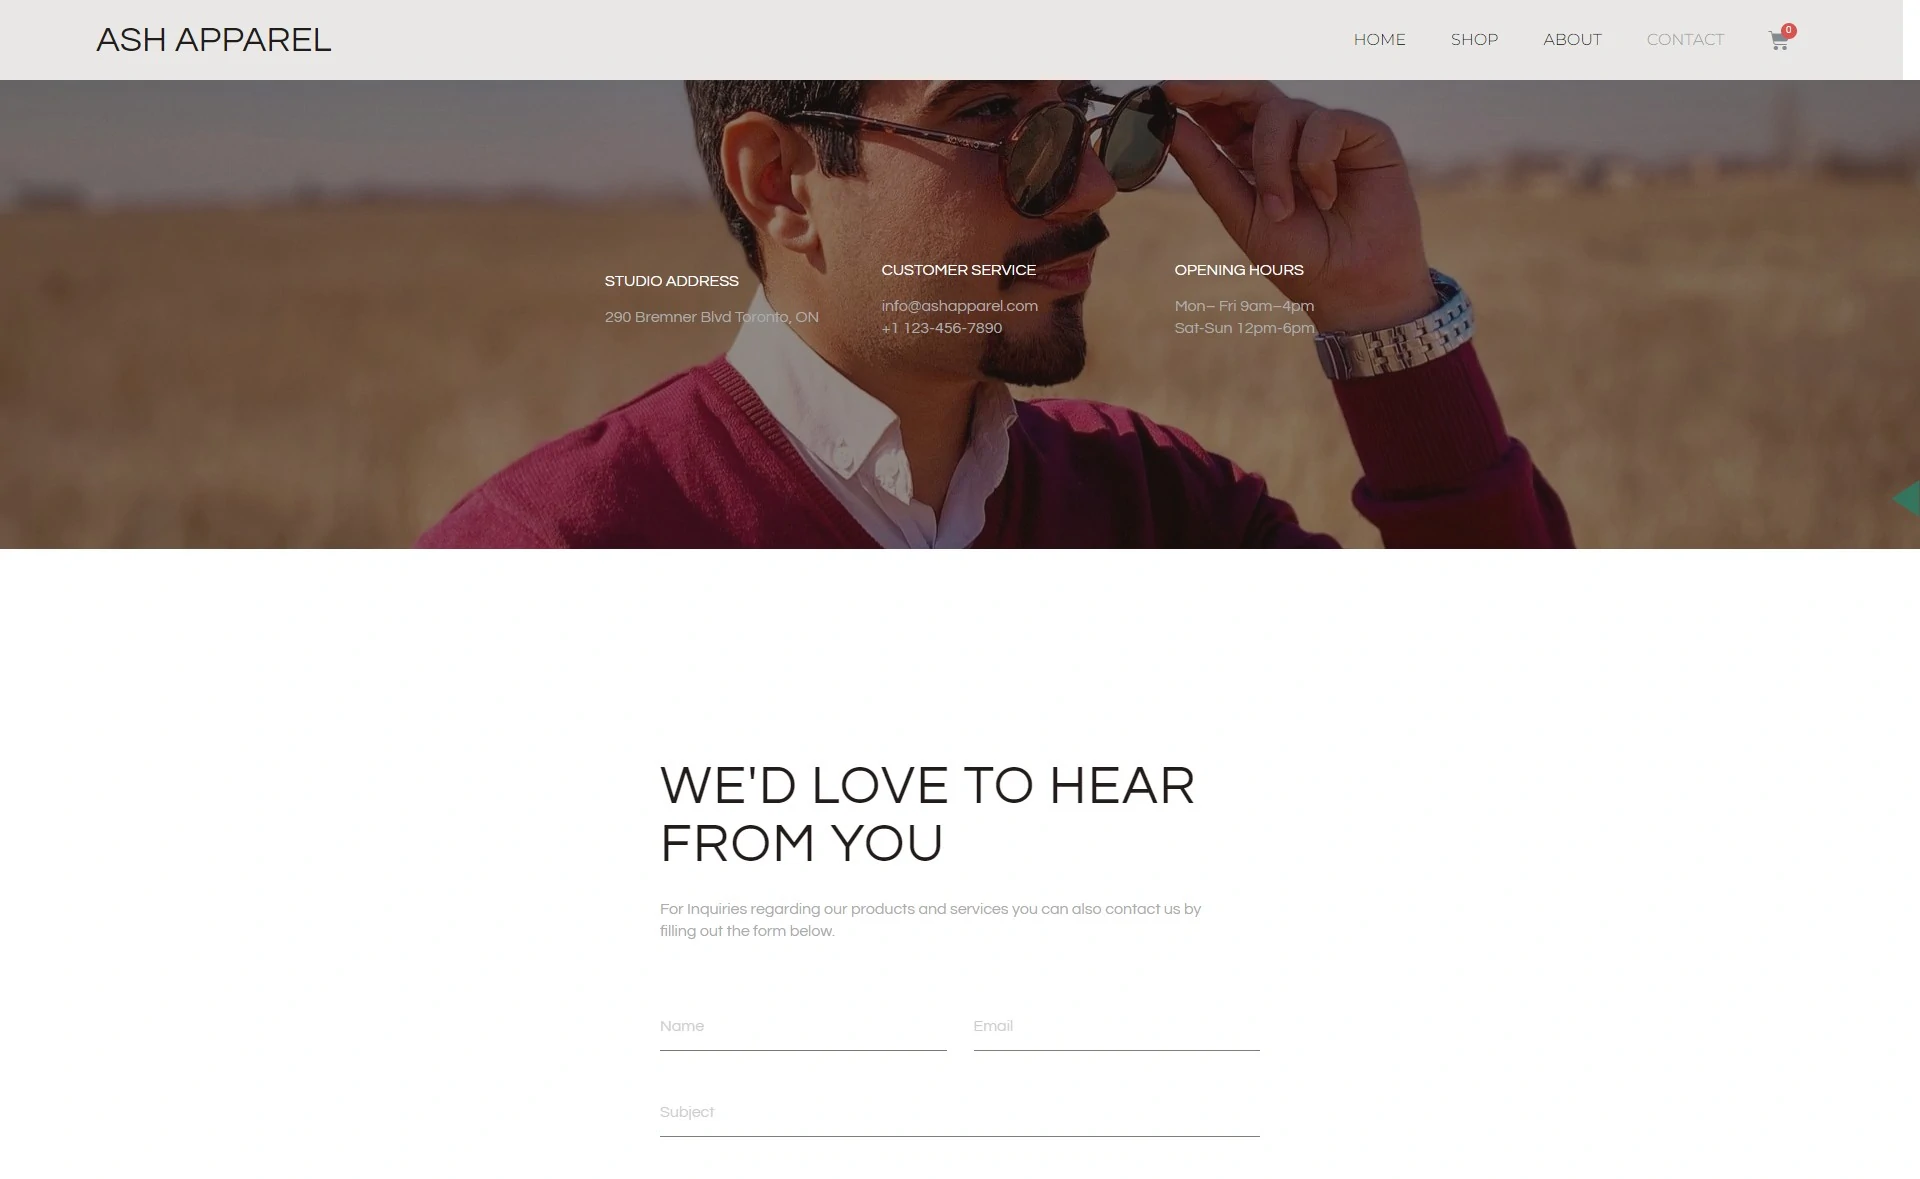 ASH APPAREL
HOME SHOP ABOUT CONTACT 0
STUDIO ADDRESS
290 Bremner Blvd Toronto, ON
CUSTOMER SERVICE
info@ashapparel.com
+1 123-456-7890
OPENING HOURS
Mon– Fri 9am–4pm
Sat-Sun 12pm-6pm
WE'D LOVE TO HEAR
FROM YOU
For Inquiries regarding our products and services you can also contact us by
filling out the form below.
Name
Email
Subject